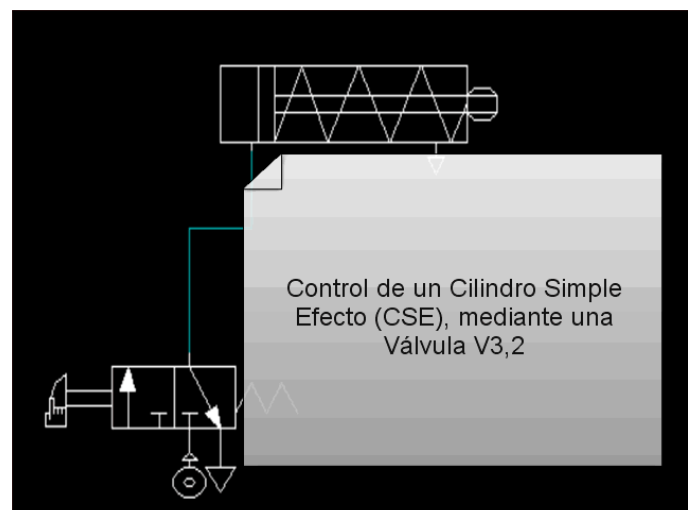 Control de un Cilindro Simple
Efecto (CSE), mediante una
Válvula V3,2